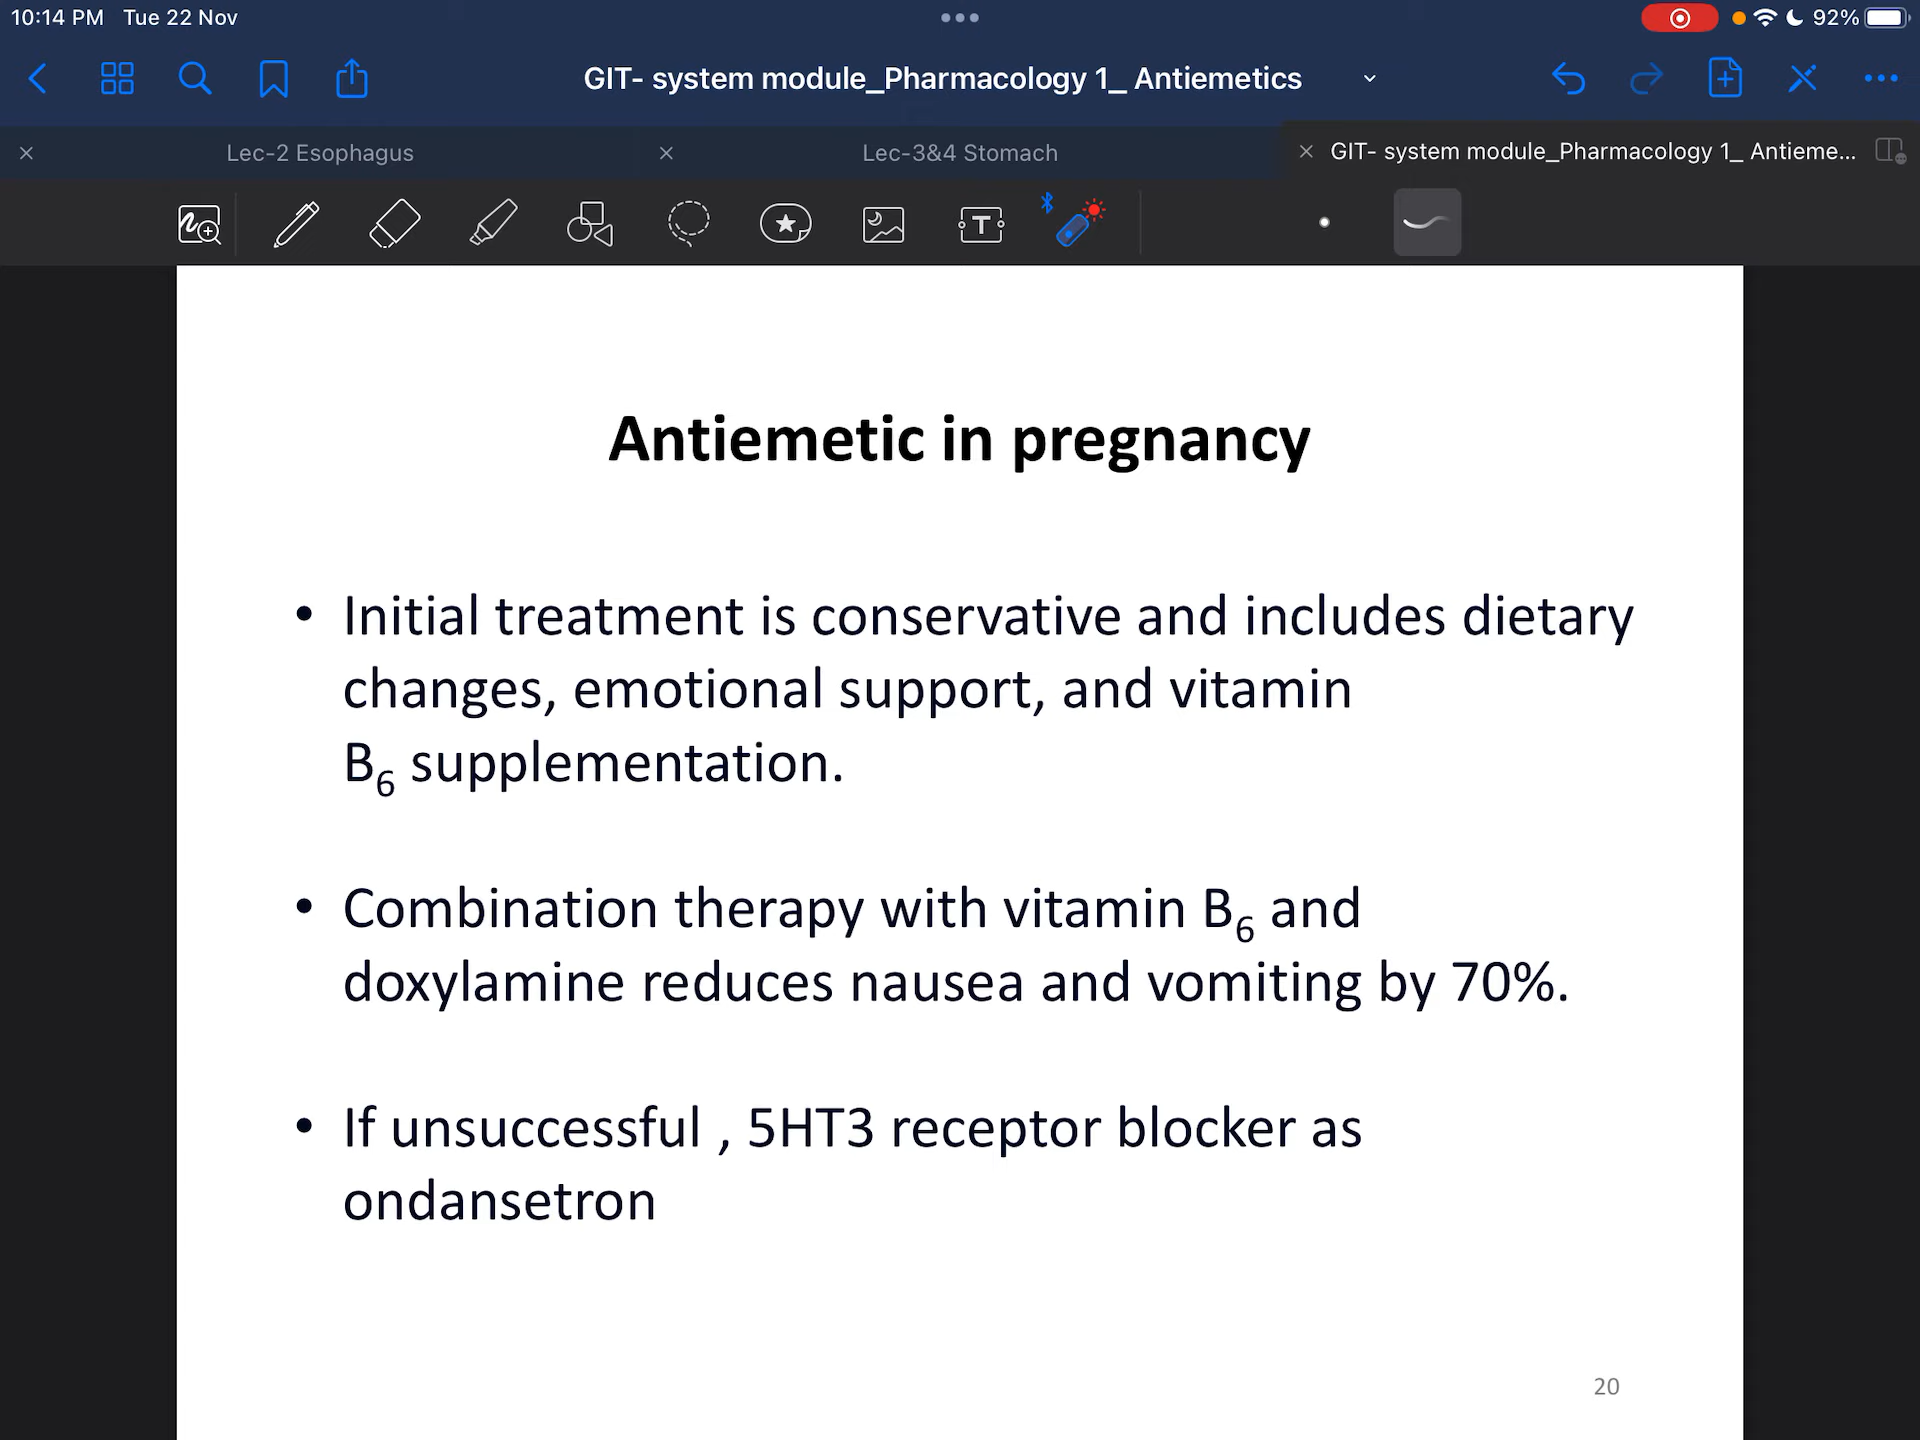 10:14 PM Tue 22 Nov
92%
GIT- system module_Pharmacology 1_ Antiemetics
Lec-2 Esophagus
Lec-3&4 Stomach
GIT- system module_Pharmacology 1_ Antieme...
T
Antiemetic in pregnancy
• Initial treatment is conservative and includes dietary
changes, emotional support, and vitamin
B₆ supplementation.
• Combination therapy with vitamin B₆ and
doxylamine reduces nausea and vomiting by 70%.
• If unsuccessful , 5HT3 receptor blocker as
ondansetron
20